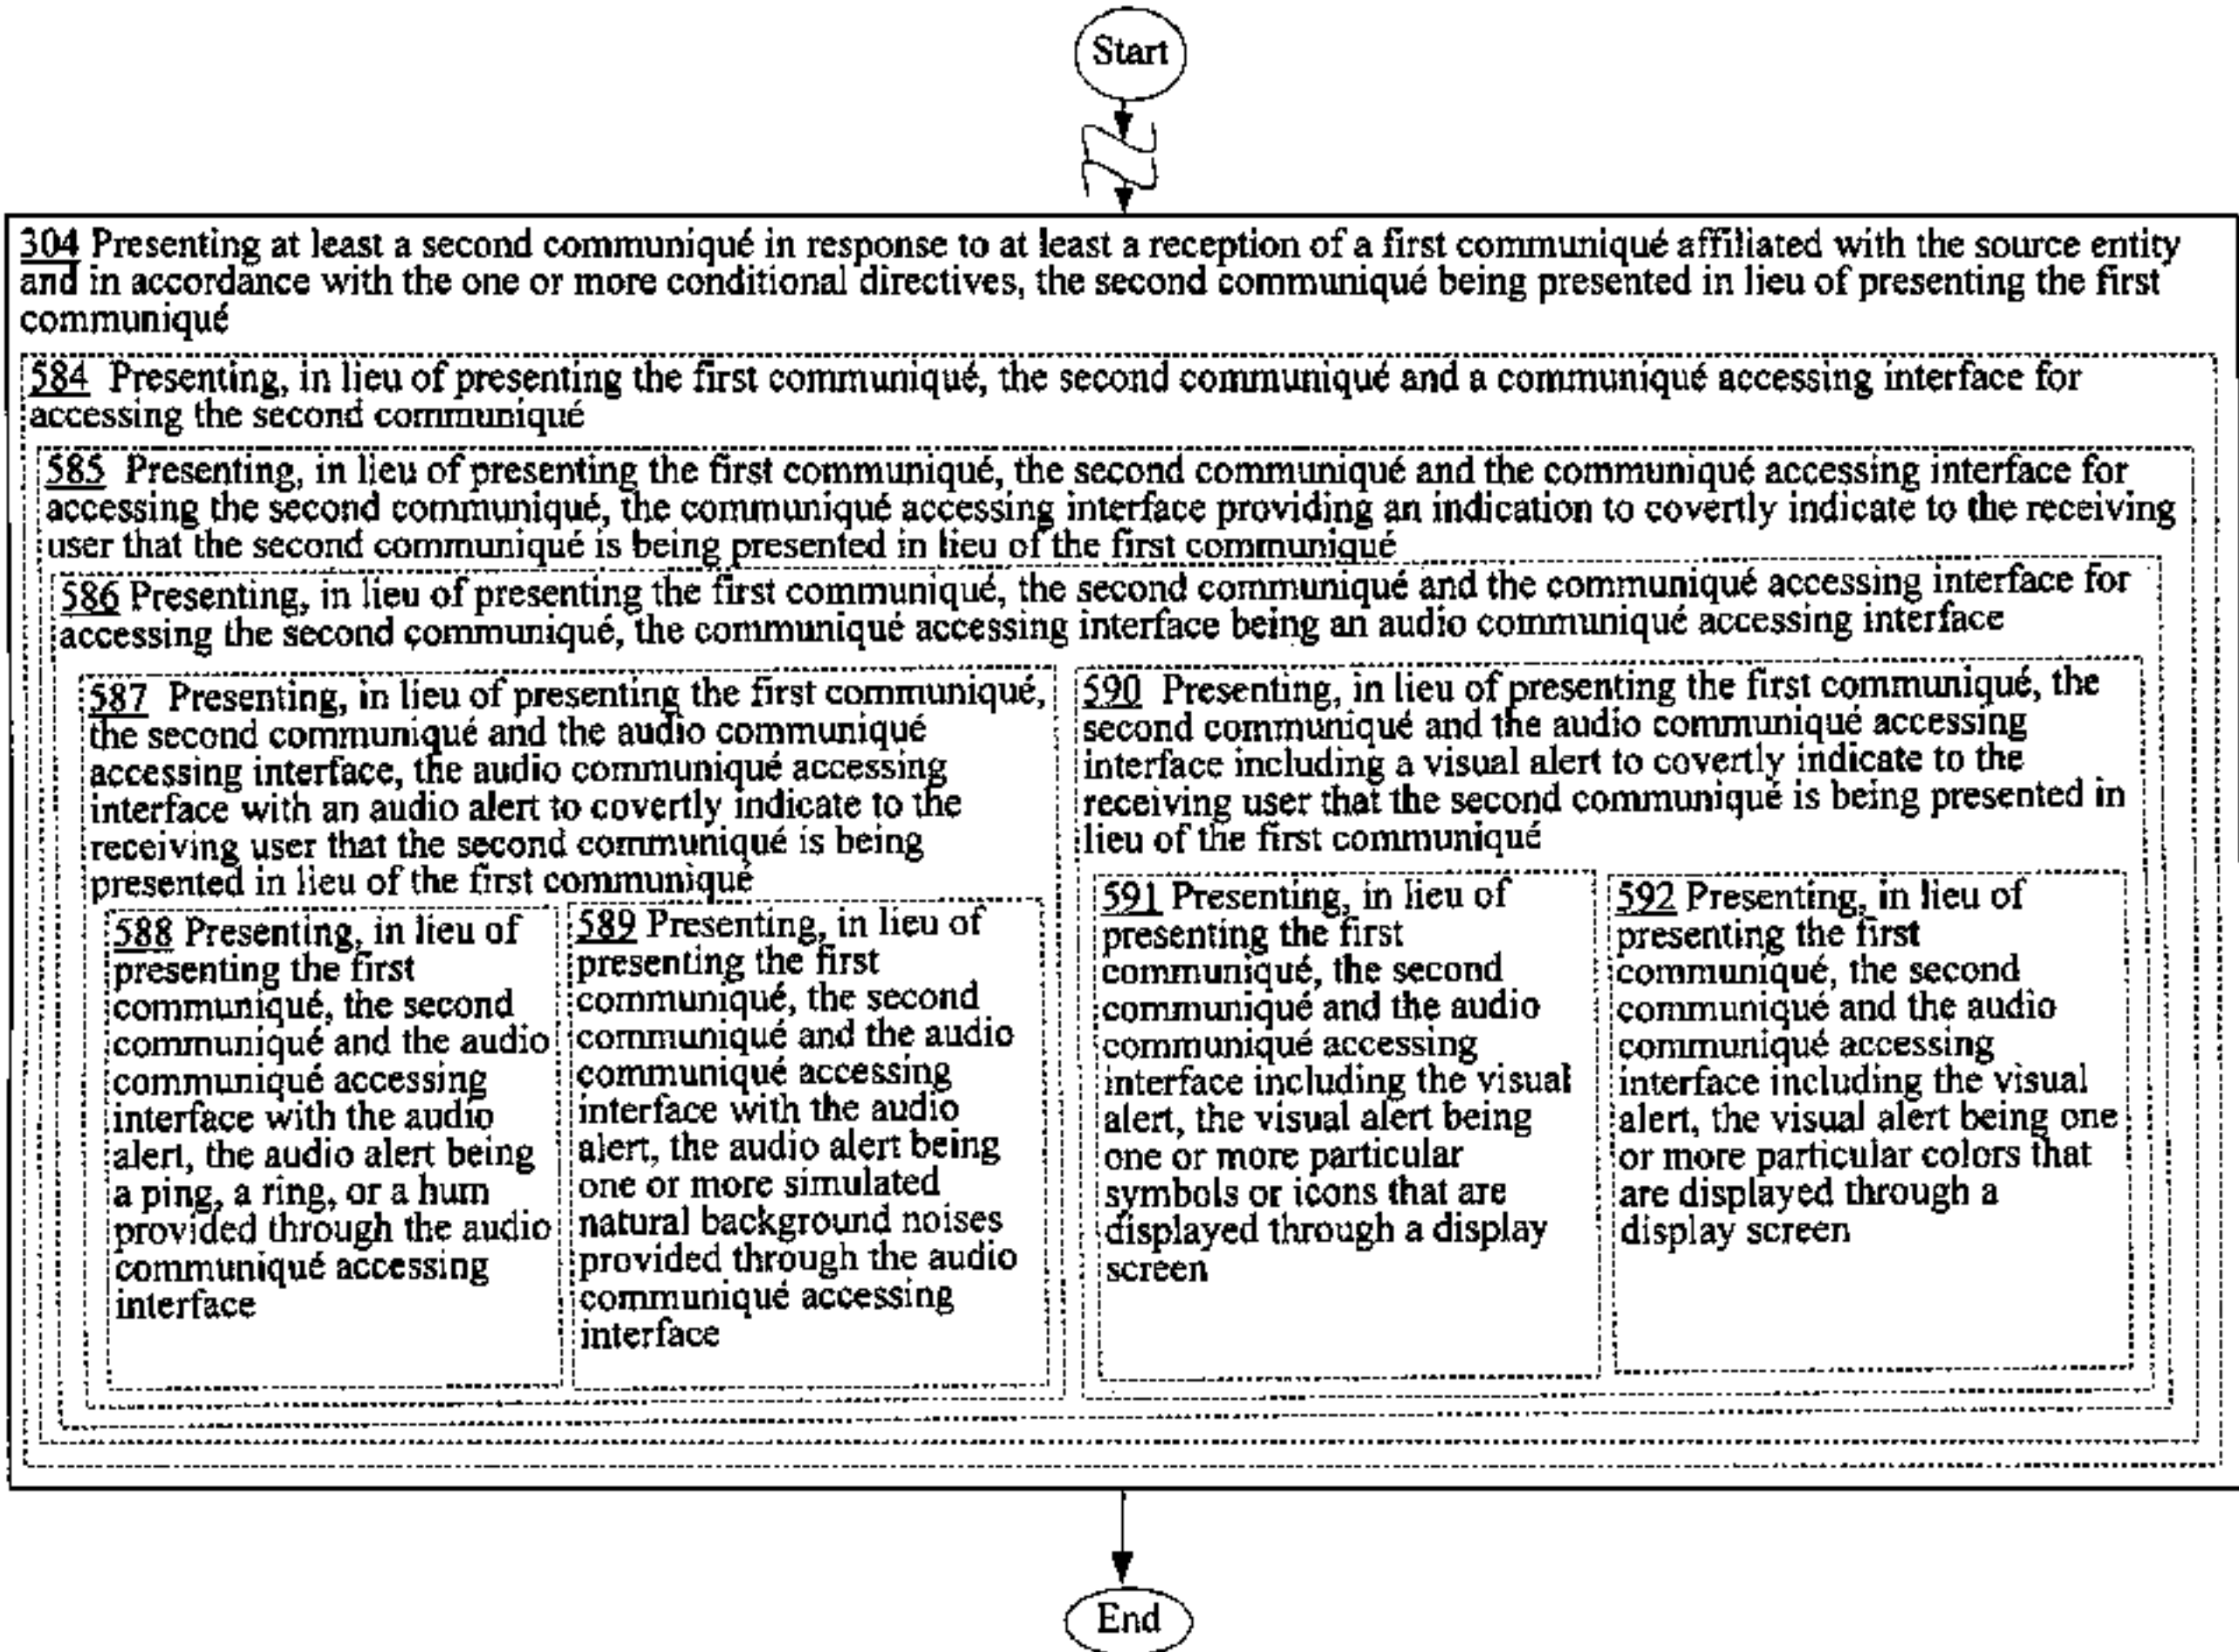 Start
304 Presenting at least a second communiqué in response to at least a reception of a first communiqué affiliated with the source entity
and in accordance with the one or more conditional directives, the second communiqué being presented in lieu of presenting the first
communiqué
584 Presenting, in lieu of presenting the first communiqué, the second communiqué and a communiqué accessing interface for
accessing the second communiqué
585 Presenting, in lieu of presenting the first communiqué, the second communiqué and the communiqué accessing interface for
accessing the second communiqué, the communiqué accessing interface providing an indication to covertly indicate to the receiving
user that the second communiqué is being presented in lieu of the first communiqué
586 Presenting, in lieu of presenting the first communiqué, the second communiqué and the communiqué accessing interface for
accessing the second communiqué, the communiqué accessing interface being an audio communiqué accessing interface
587 Presenting, in lieu of presenting the first communiqué,
the second communiqué and the audio communiqué
accessing interface, the audio communiqué accessing
interface with an audio alert to covertly indicate to the
receiving user that the second communiqué is being
presented in lieu of the first communiqué
588 Presenting, in lieu of
presenting the first
communiqué, the second
communiqué and the audio
communiqué accessing
interface with the audio
alert, the audio alert being
a ping, a ring, or a hum
provided through the audio
communiqué accessing
interface
589 Presenting, in lieu of
presenting the first
communiqué, the second
communiqué and the audio
communiqué accessing
interface with the audio
alert, the audio alert being
one or more simulated
natural background noises
provided through the audio
communiqué accessing
interface
590 Presenting, in lieu of presenting the first communiqué, the
second communiqué and the audio communiqué accessing
interface including a visual alert to covertly indicate to the
receiving user that the second communiqué is being presented in
lieu of the first communiqué
591 Presenting, in lieu of
presenting the first
communiqué, the second
communiqué and the audio
communiqué accessing
interface including the visual
alert, the visual alert being
one or more particular
symbols or icons that are
displayed through a display
screen
592 Presenting, in lieu of
presenting the first
communiqué, the second
communiqué and the audio
communiqué accessing
interface including the visual
alert, the visual alert being one
or more particular colors that
are displayed through a
display screen
End